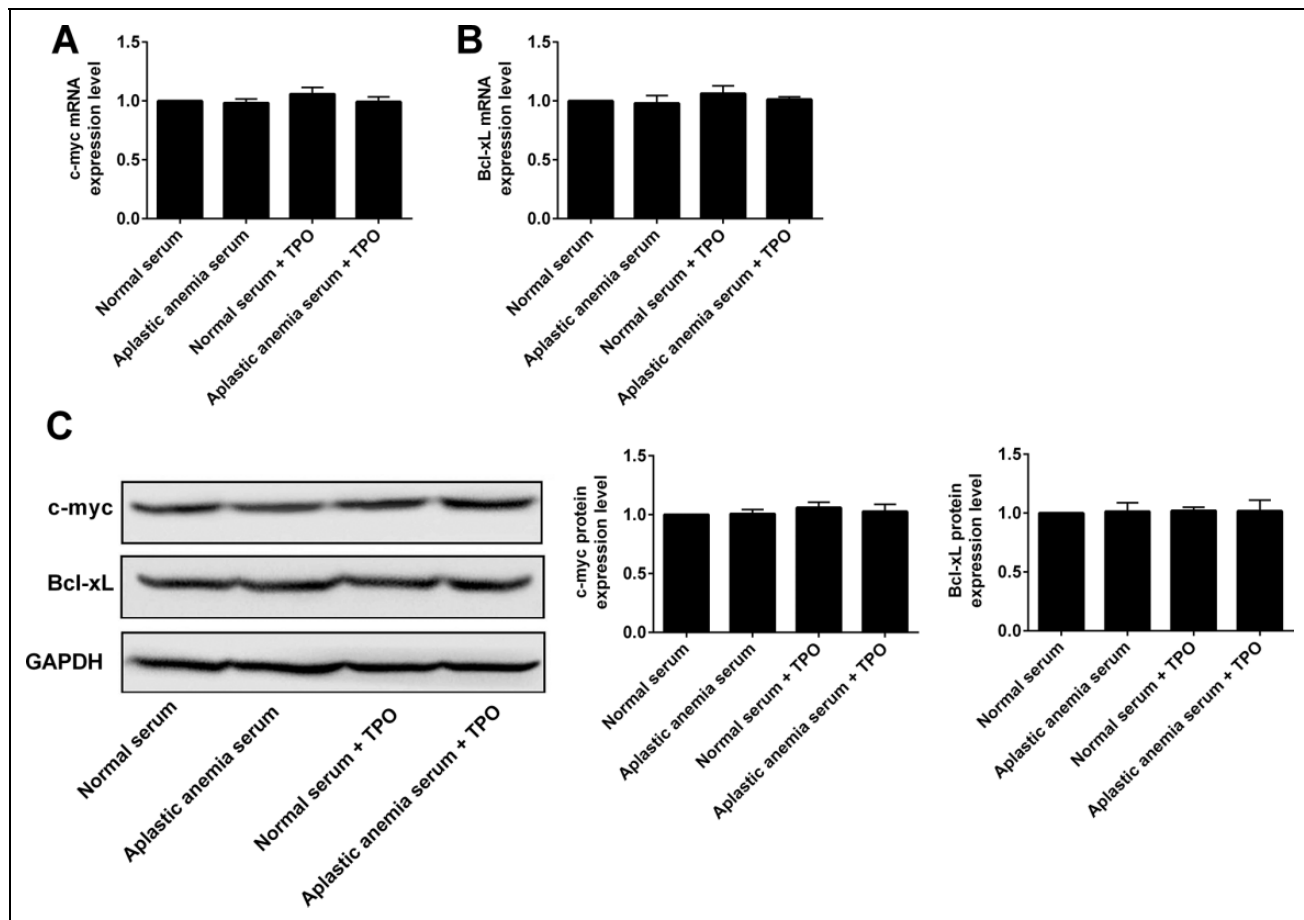 A
c-myc mRNA
expression level
1.5
1.0
0.5
0.0
Normal serum
Aplastic anemia serum
Normal serum + TPO
Aplastic anemia serum + TPO
B
Bcl-xL mRNA
expression level
1.5
1.0
0.5
0.0
Normal serum
Aplastic anemia serum
Normal serum + TPO
Aplastic anemia serum + TPO
C
c-myc
Bcl-xL
GAPDH
Normal serum
Aplastic anemia serum
Normal serum + TPO
Aplastic anemia serum + TPO
c-myc protein
expression level
1.5
1.0
0.5
0.0
Normal serum
Aplastic anemia serum
Normal serum + TPO
Aplastic anemia serum + TPO
Bcl-xL protein
expression level
1.5
1.0
0.5
0.0
Normal serum
Aplastic anemia serum
Normal serum + TPO
Aplastic anemia serum + TPO